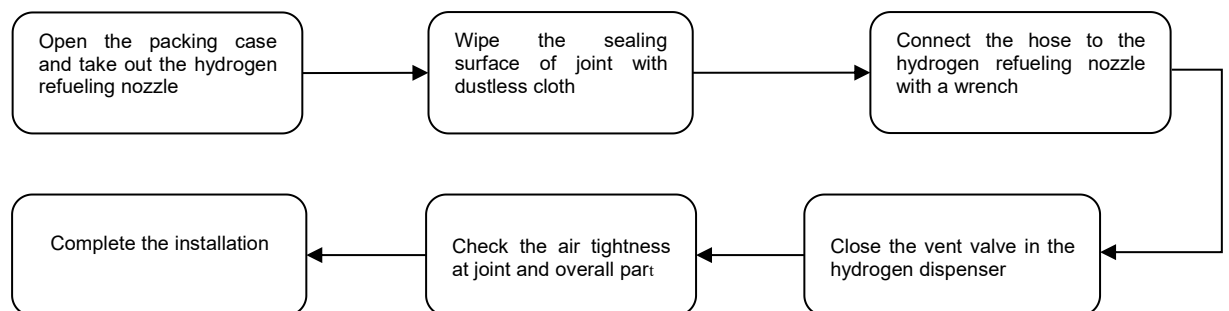 Open the packing case
and take out the hydrogen
refueling nozzle
Wipe the sealing
surface of joint with
dustless cloth
Connect the hose to the
hydrogen refueling nozzle
with a wrench
Close the vent valve in the
hydrogen dispenser
Check the air tightness
at joint and overall part
Complete the installation